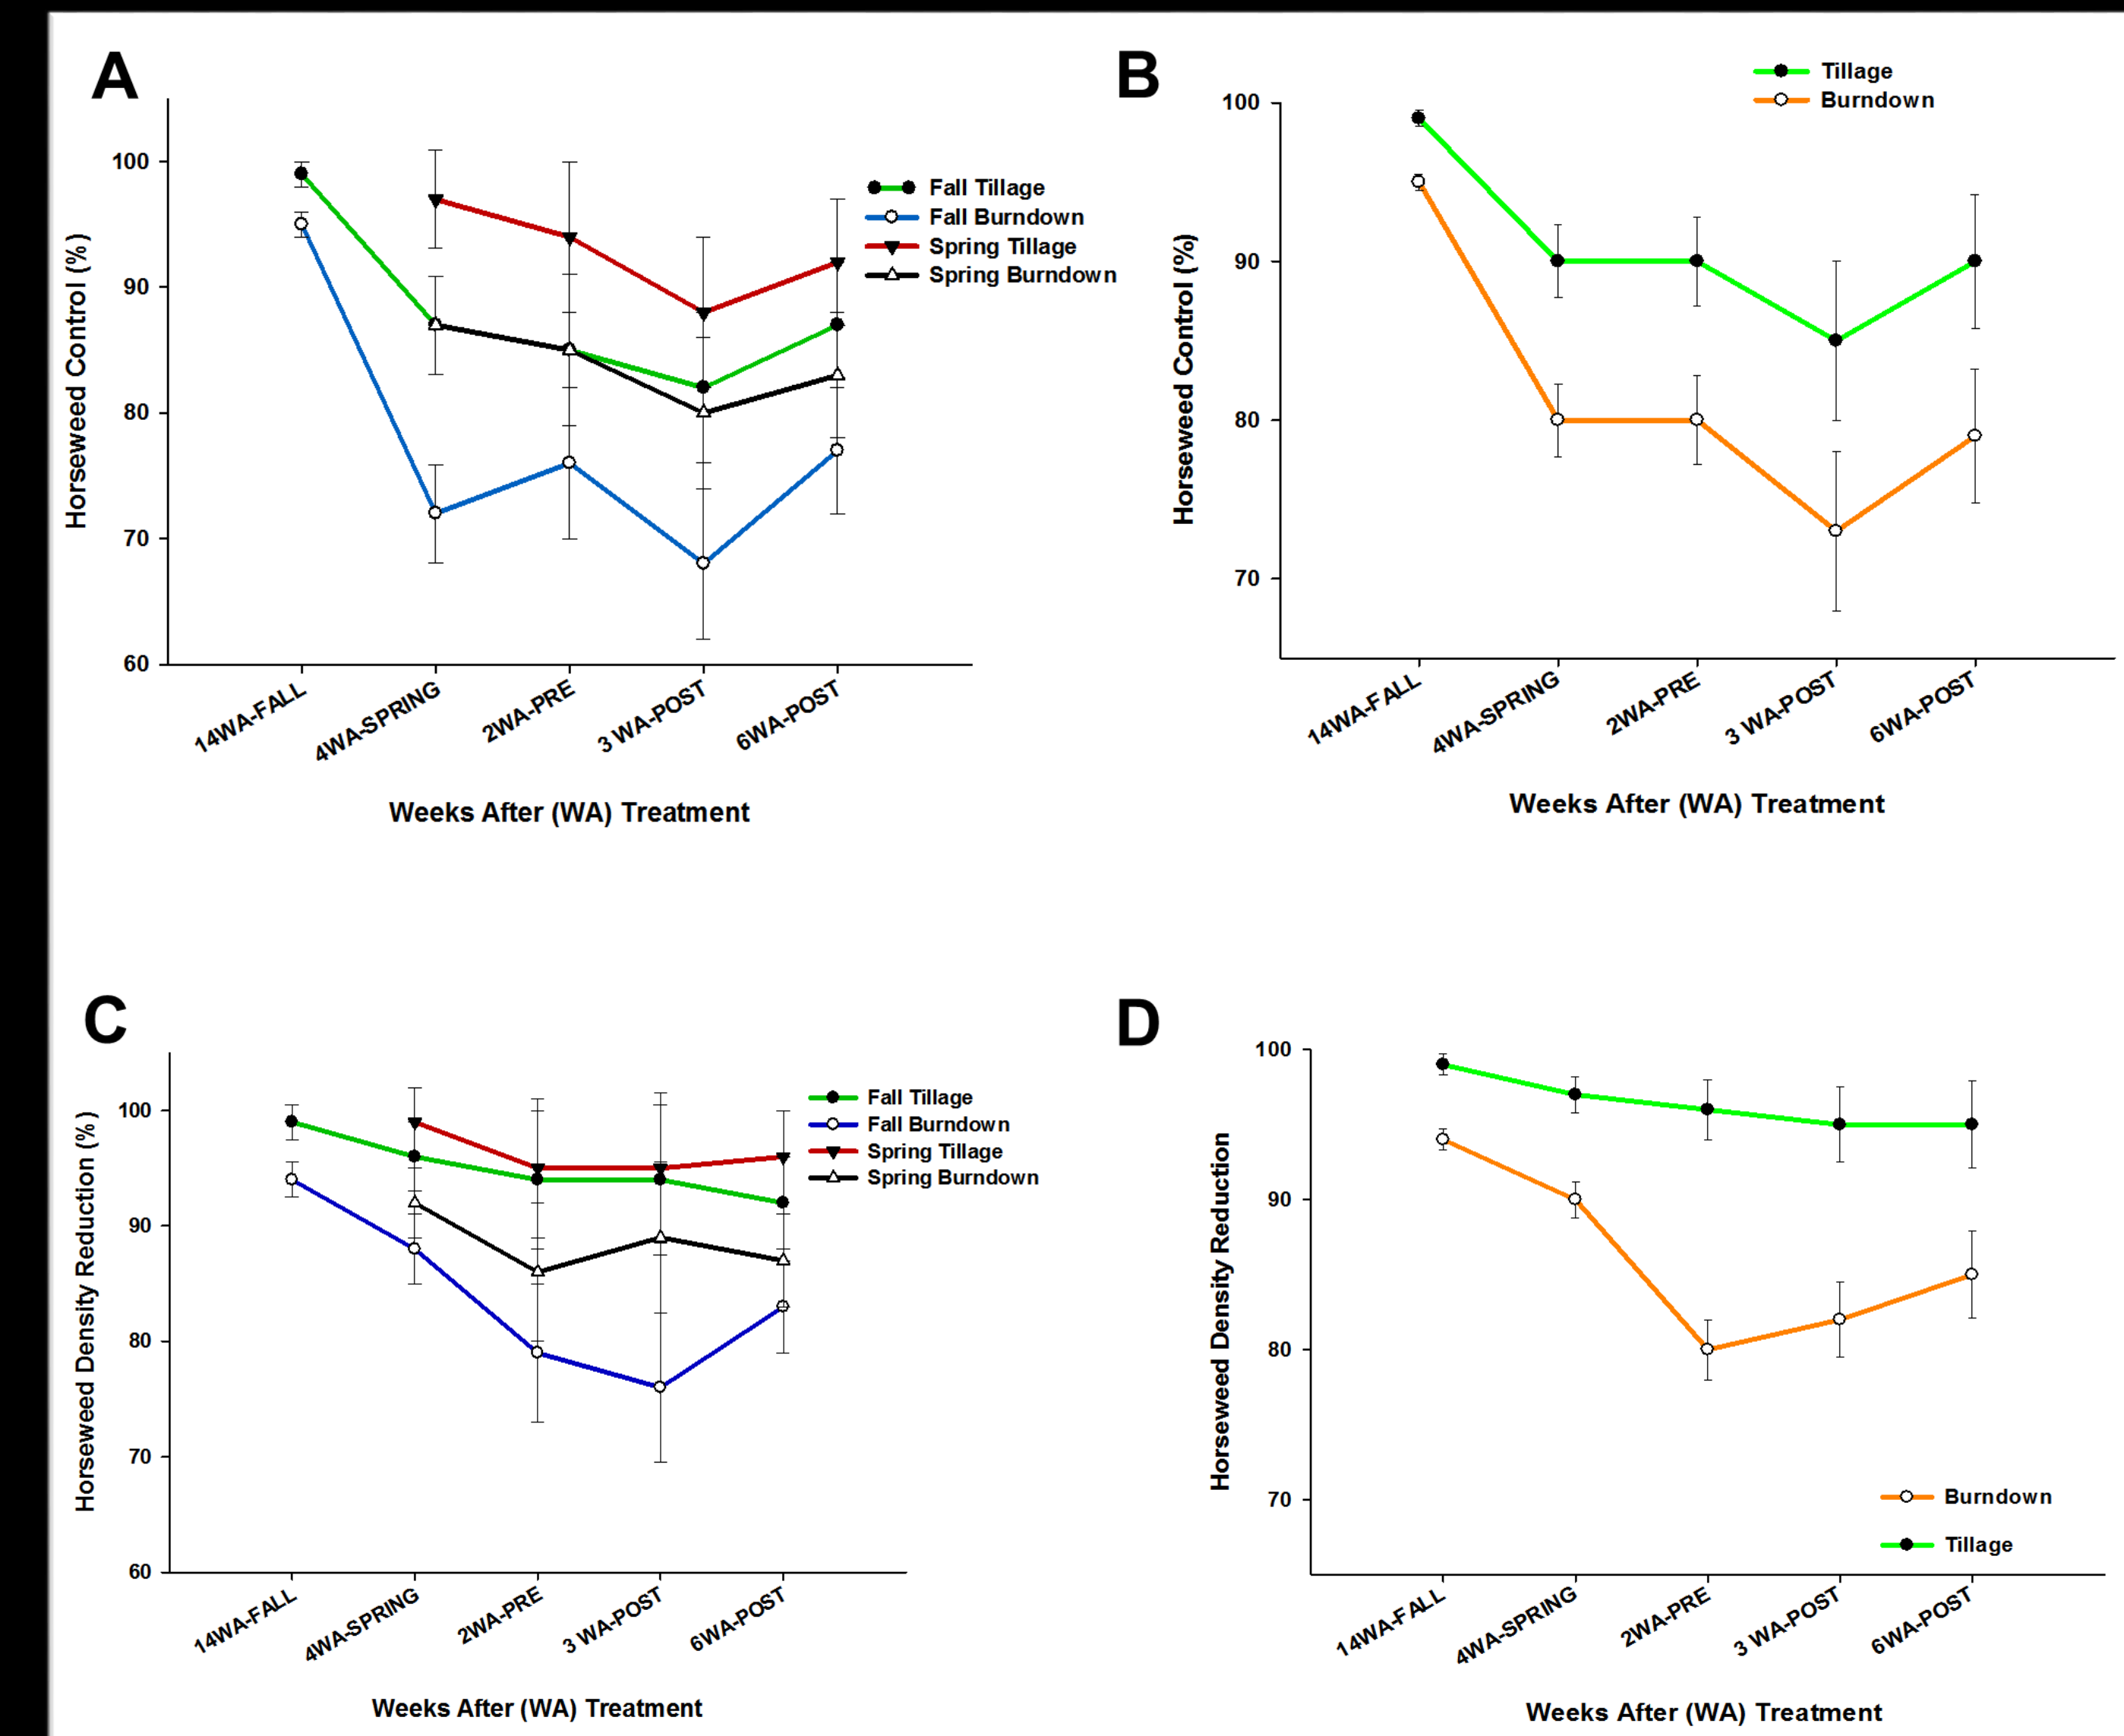 A
Horseweed Control (%)
100
90
80
70
60
Fall Tillage
Fall Burndown
Spring Tillage
Spring Burndown
14WA-FALL
4WA-SPRING
2WA-PRE
3 WA-POST
6WA-POST
Weeks After (WA) Treatment
B
Tillage
Burndown
Horseweed Control (%)
100
90
80
70
14WA-FALL
4WA-SPRING
2WA-PRE
3 WA-POST
6WA-POST
Weeks After (WA) Treatment
C
Horseweed Density Reduction (%)
100
90
80
70
60
Fall Tillage
Fall Burndown
Spring Tillage
Spring Burndown
14WA-FALL
4WA-SPRING
2WA-PRE
3 WA-POST
6WA-POST
Weeks After (WA) Treatment
D
Horseweed Density Reduction
100
90
80
70
Burndown
Tillage
14WA-FALL
4WA-SPRING
2WA-PRE
3 WA-POST
6WA-POST
Weeks After (WA) Treatment